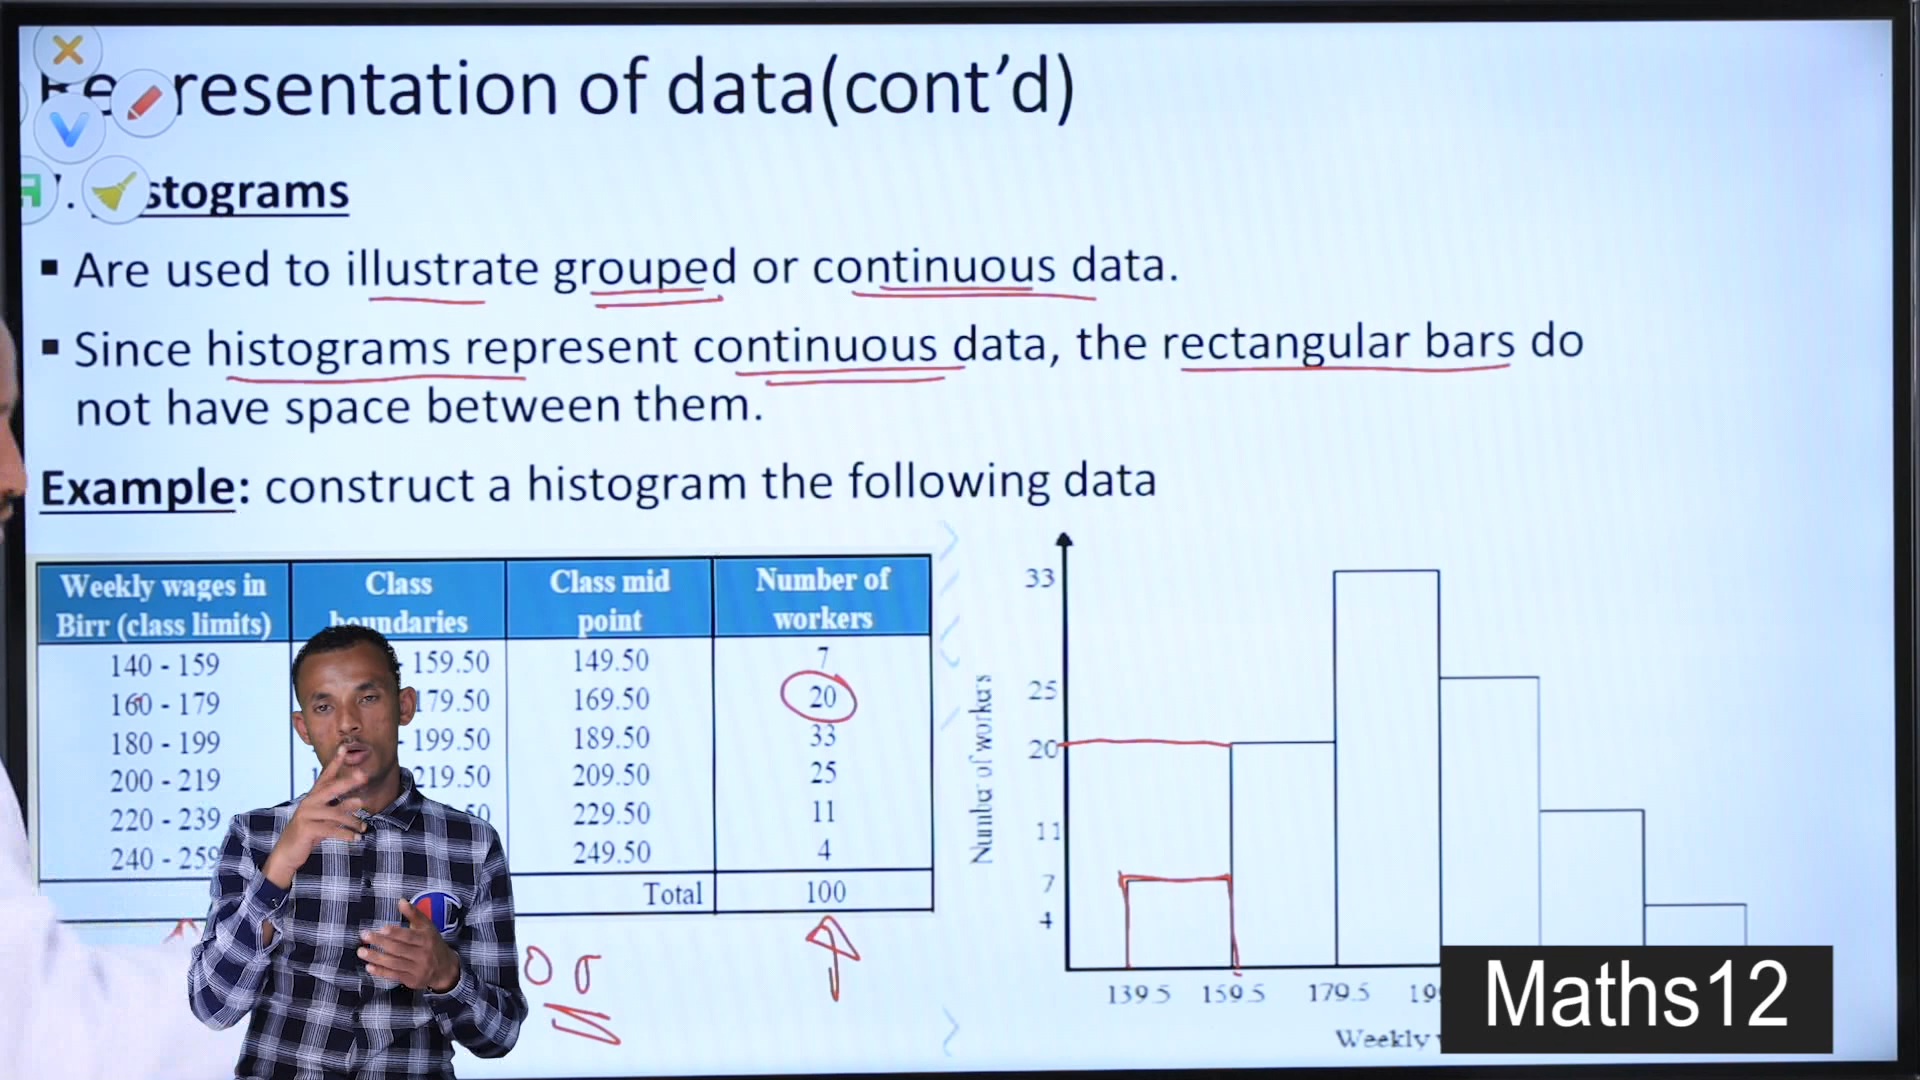 resentation of data(cont’d)
stograms
▪ Are used to illustrate grouped or continuous data.
▪ Since histograms represent continuous data, the rectangular bars do
not have space between them.
Example: construct a histogram the following data
Weekly wages in Class Class mid Number of
Birr (class limits) boundaries point workers
140 - 159 - 159.50 149.50 7
160 - 179 179.50 169.50 20
180 - 199 - 199.50 189.50 33
200 - 219 219.50 209.50 25
220 - 239 229.50 11
240 - 259 249.50 4
Total 100
or
33
25
20
11
7
4
Number of workers
139.5 159.5 179.5
Weekly
Maths12